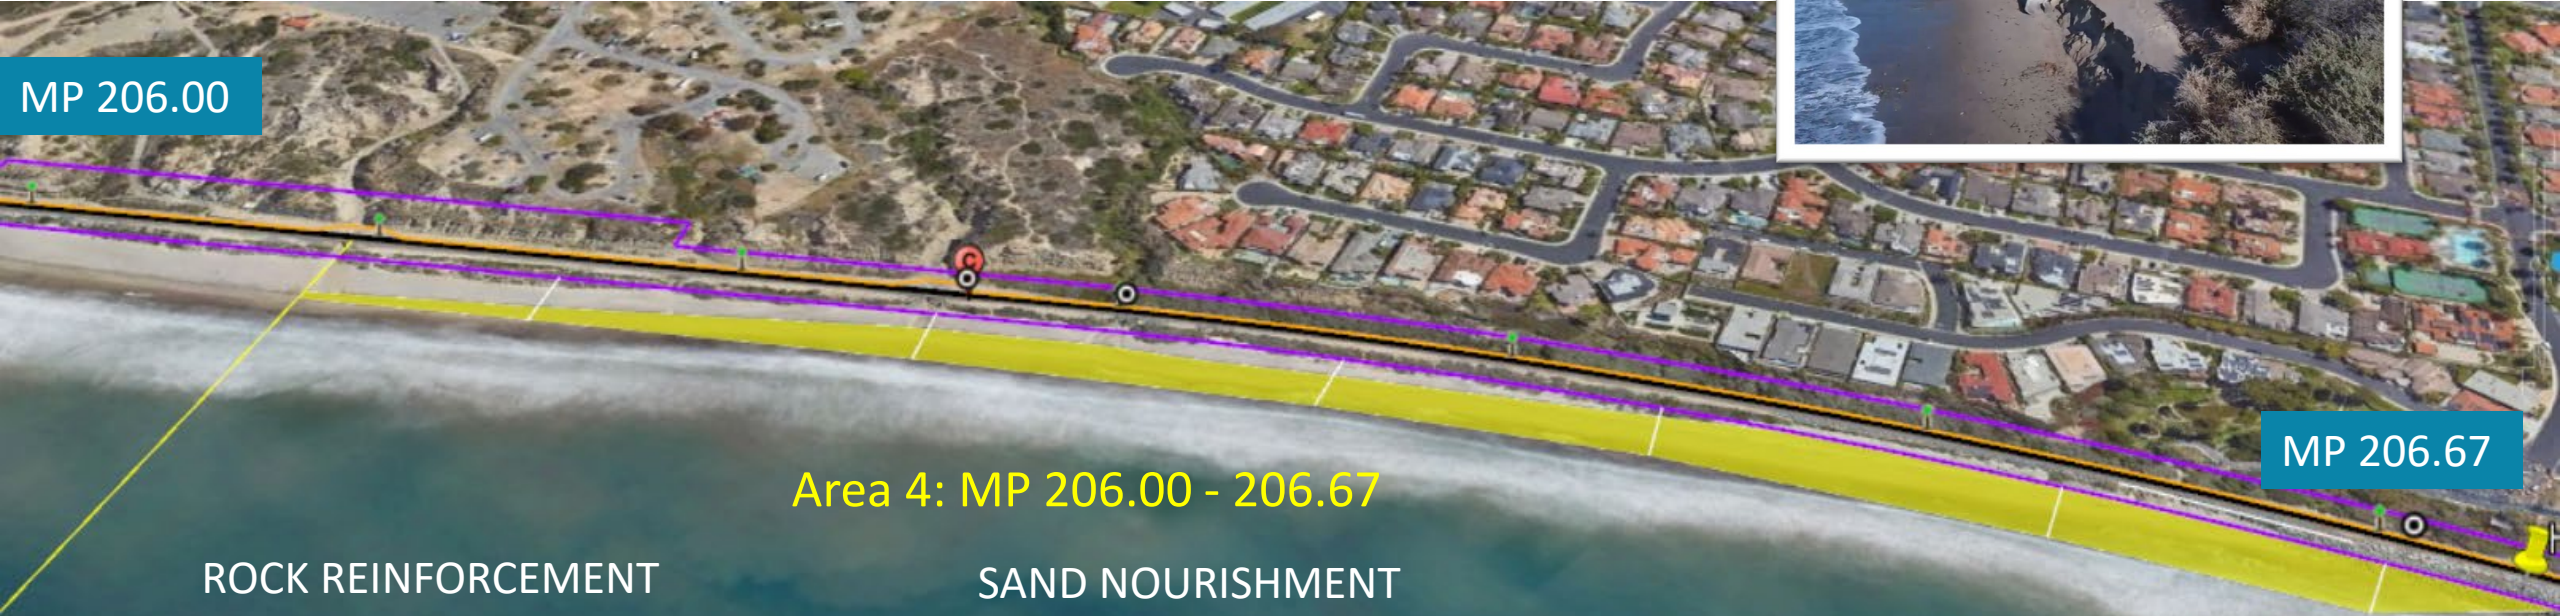 MP 206.00
C
MP 206.67
Area 4: MP 206.00 - 206.67
H
ROCK REINFORCEMENT
SAND NOURISHMENT